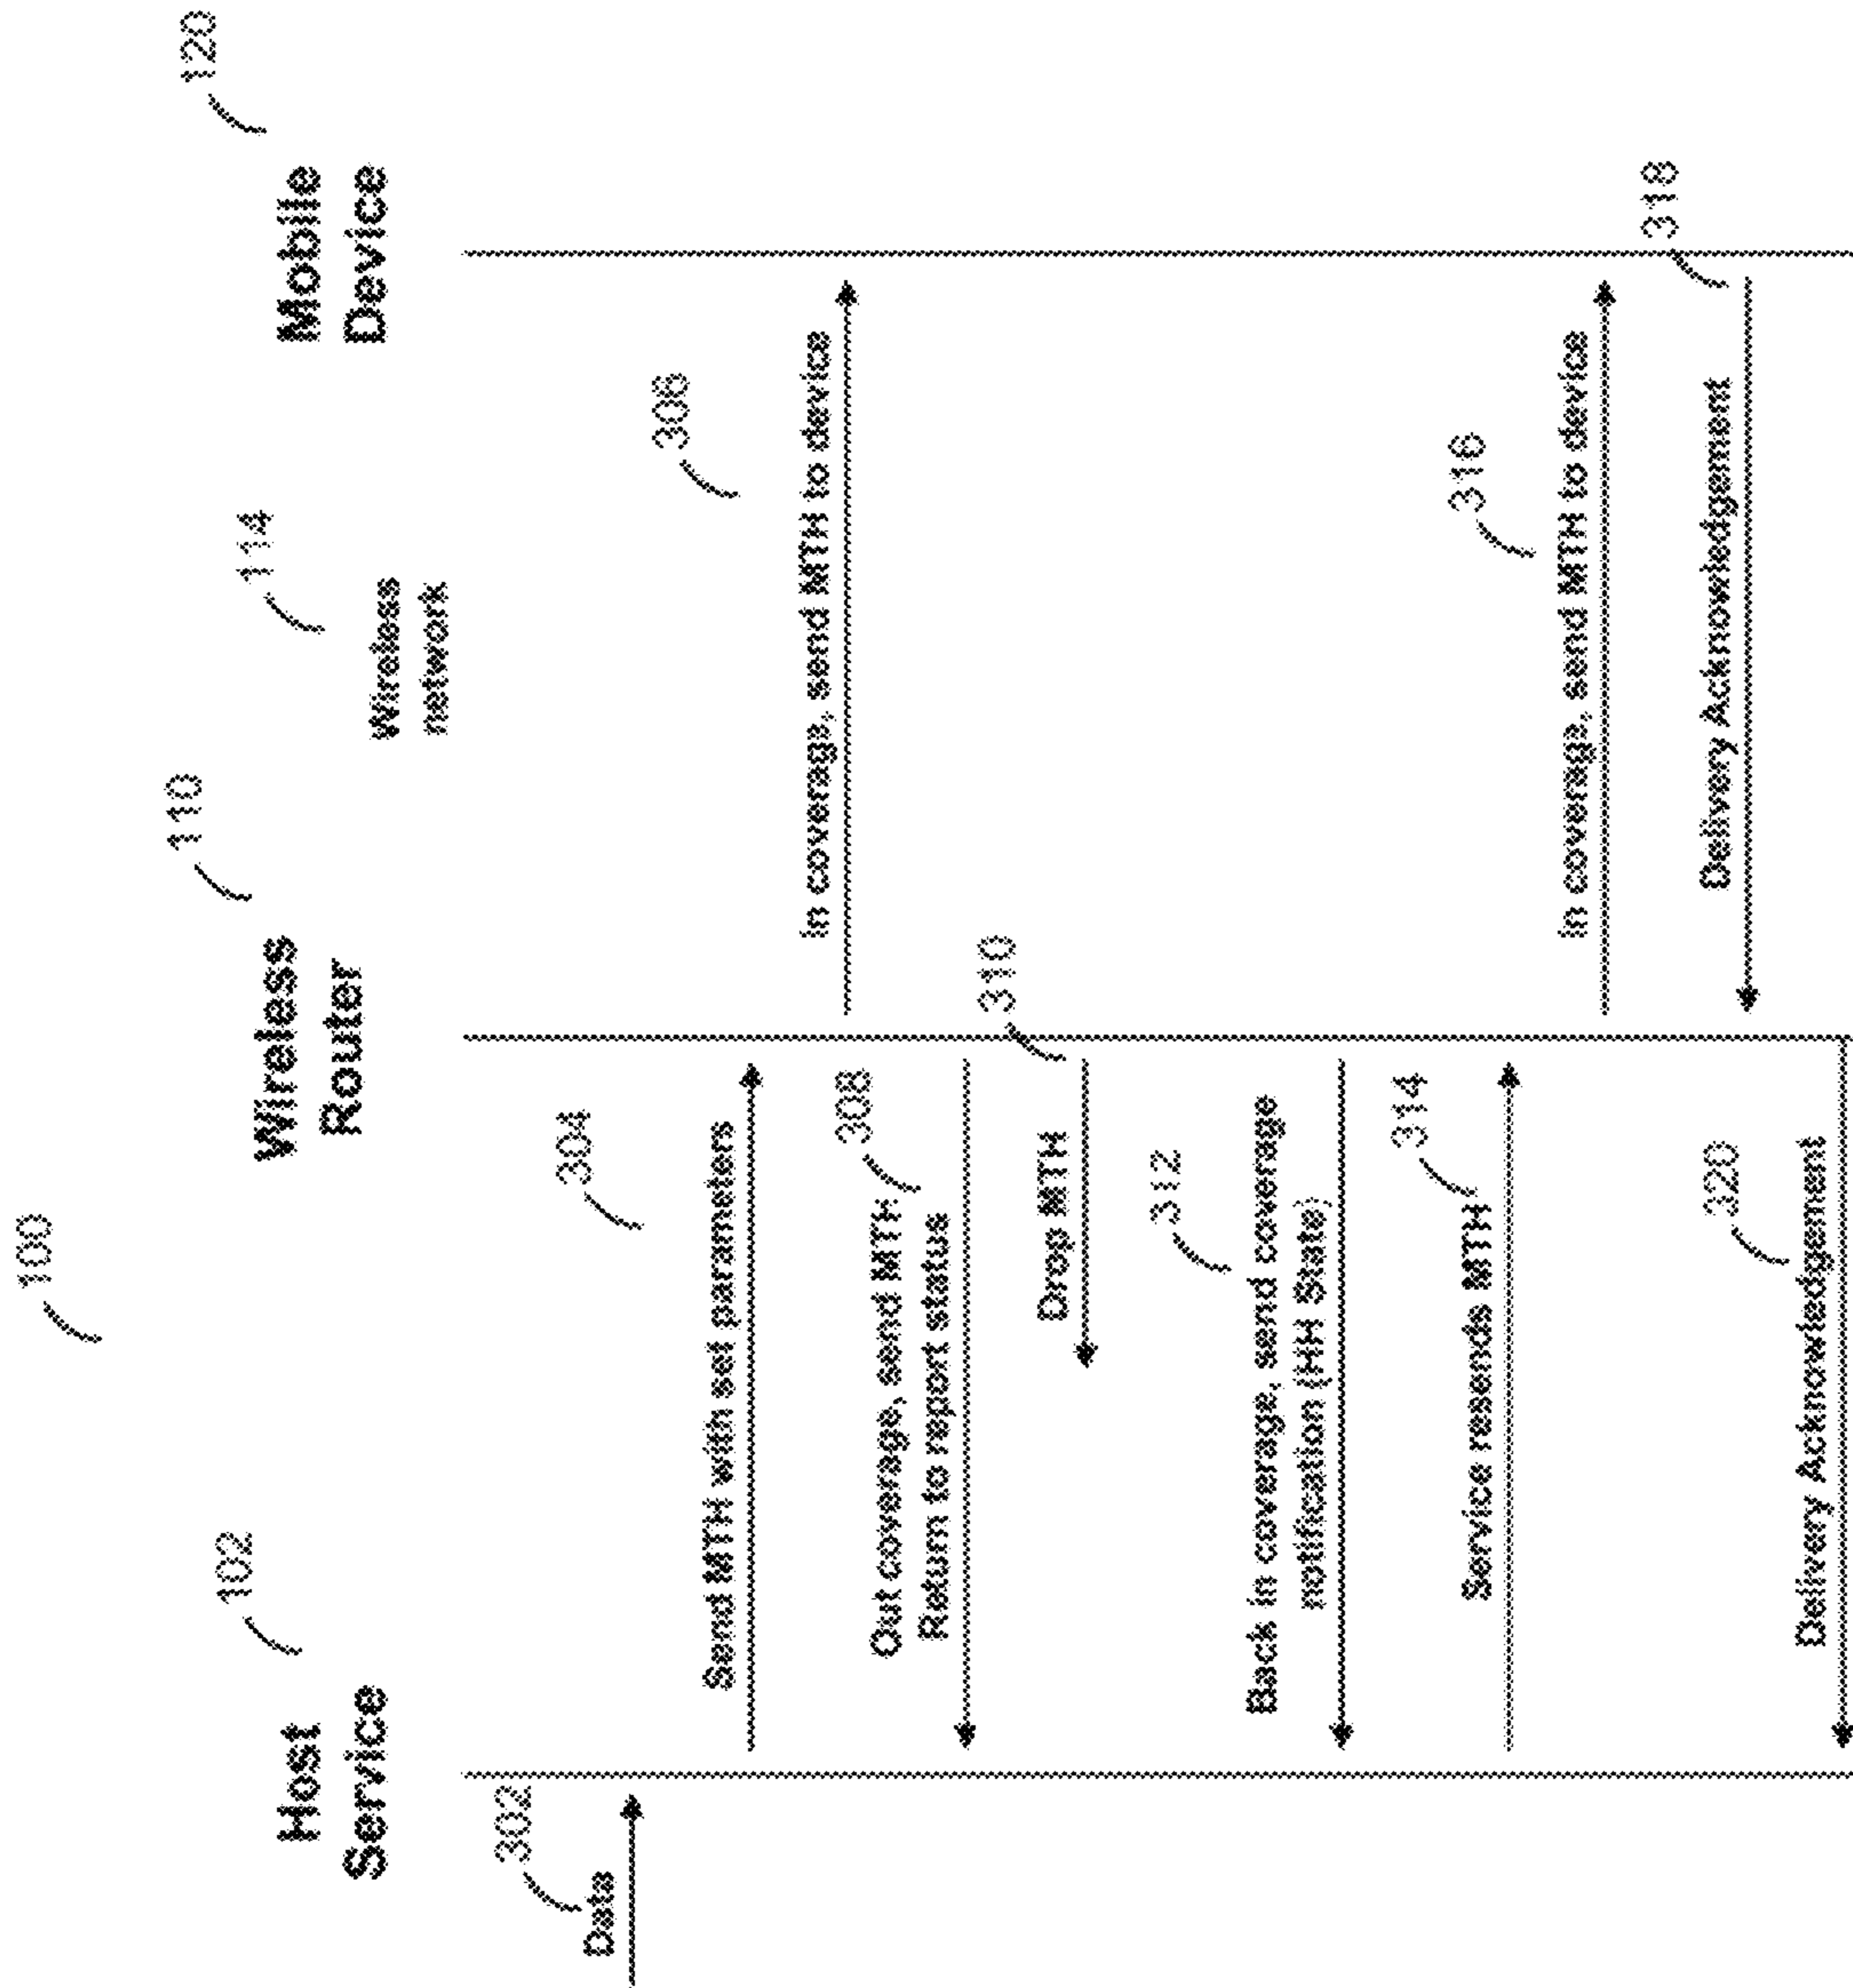 100
Host
Service
102
Wireless
Router
110
Wireless
network
114
Mobile
Device
120
302
Data
304
Send MTH with set parameters
306
In coverage, send MTH to device
308
Out coverage, send MTH
Return to report status
310
Drop MTH
312
Back in coverage, send coverage
notification (HH State)
314
Service resends MTH
316
In coverage, send MTH to device
318
Delivery Acknowledgement
320
Delivery Acknowledgement